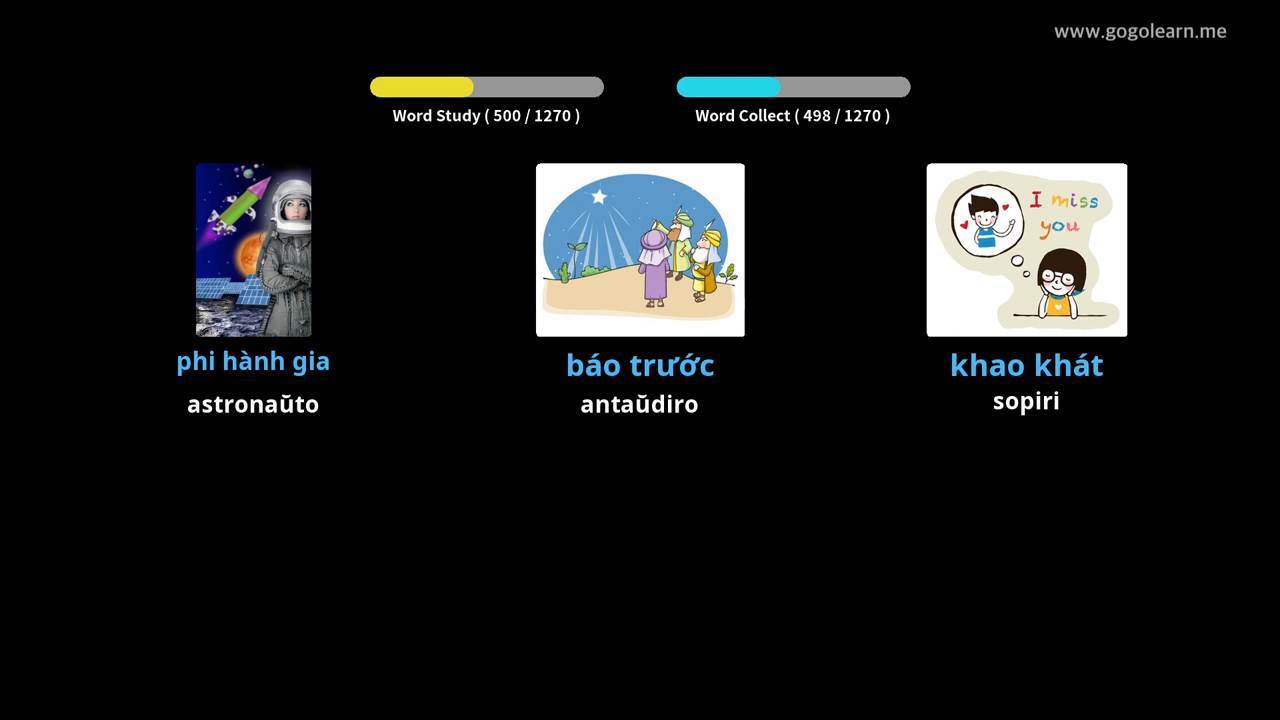 www.gogolearn.me
Word Study ( 500 / 1270 )
Word Collect ( 498 / 1270 )
I miss
you
phi hành gia
báo trước
khao khát
astronaŭto
antaŭdiro
sopiri